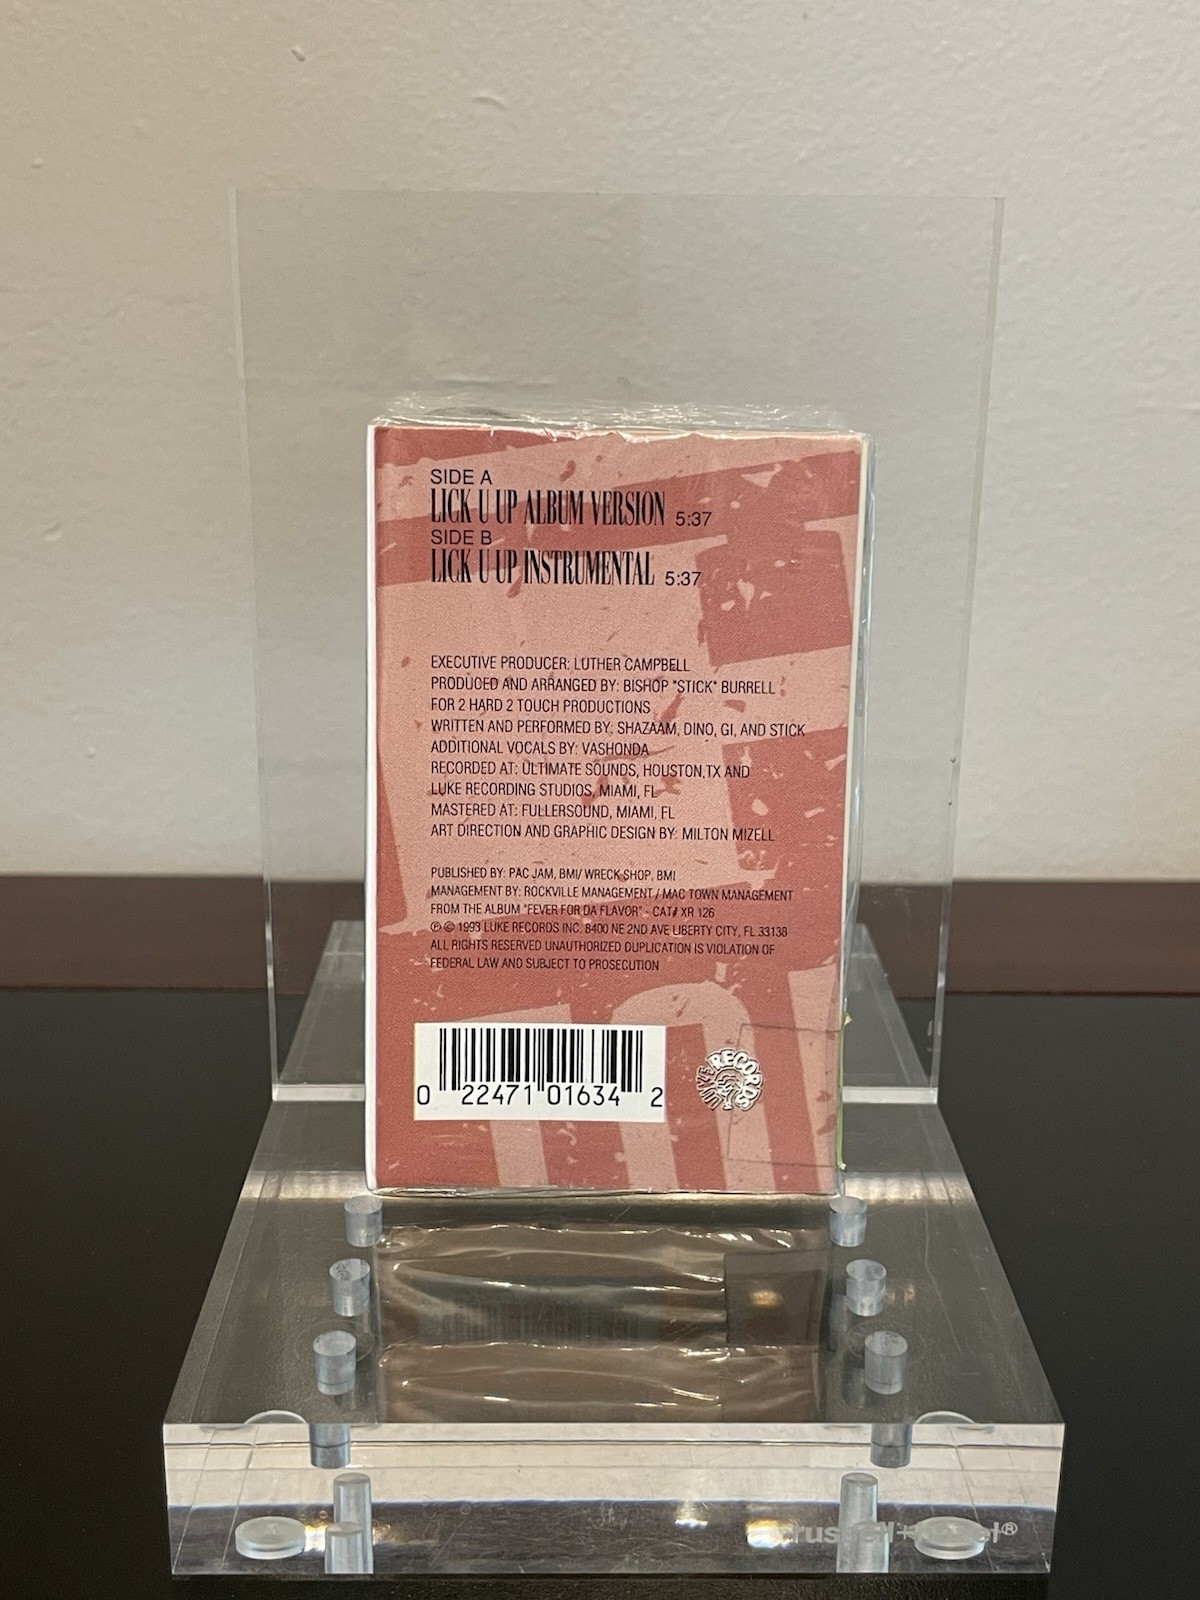 SIDE A
LICK U UP ALBUM VERSION 5:37
SIDE B
LICK U UP INSTRUMENTAL 5:37
EXECUTIVE PRODUCER: LUTHER CAMPBELL
PRODUCED AND ARRANGED BY: BISHOP "STICK" BURRELL
FOR 2 HARD 2 TOUCH PRODUCTIONS
WRITTEN AND PERFORMED BY: SHAZAAM, DINO, GI, AND STICK
ADDITIONAL VOCALS BY: VASHONDA
RECORDED AT: ULTIMATE SOUNDS, HOUSTON,TX AND
LUKE RECORDING STUDIOS, MIAMI, FL
MASTERED AT: FULLERSOUND, MIAMI, FL
ART DIRECTION AND GRAPHIC DESIGN BY: MILTON MIZELL
PUBLISHED BY: PAC JAM, BMI/ WRECK SHOP, BMI
MANAGEMENT BY: ROCKVILLE MANAGEMENT / MAC TOWN MANAGEMENT
FROM THE ALBUM "FEVER FOR DA FLAVOR" - CAT# XR 126
℗ © 1993 LUKE RECORDS INC. 8400 NE 2ND AVE LIBERTY CITY, FL 33138
ALL RIGHTS RESERVED UNAUTHORIZED DUPLICATION IS VIOLATION OF
FEDERAL LAW AND SUBJECT TO PROSECUTION
0 22471 01634 2
LUKE RECORDS